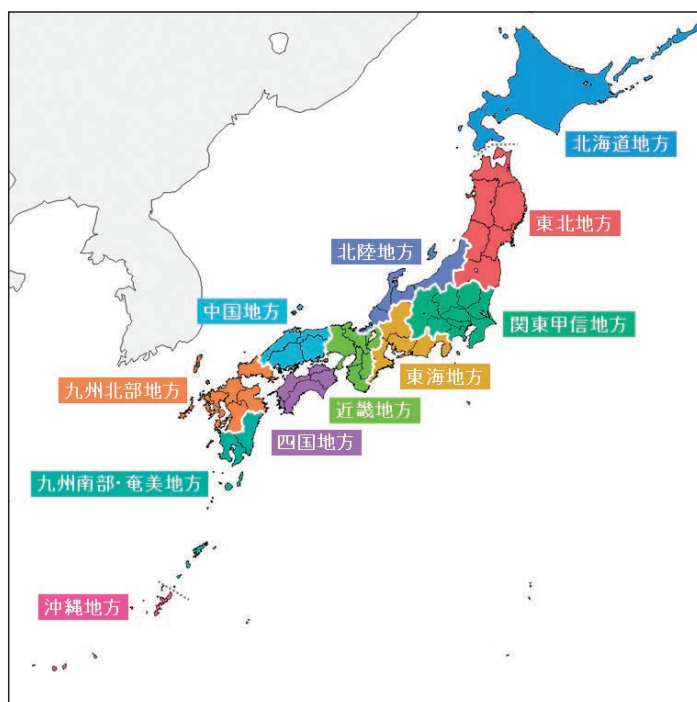 北海道地方
東北地方
北陸地方
中国地方
関東甲信地方
東海地方
九州北部地方
近畿地方
四国地方
九州南部・奄美地方
沖縄地方